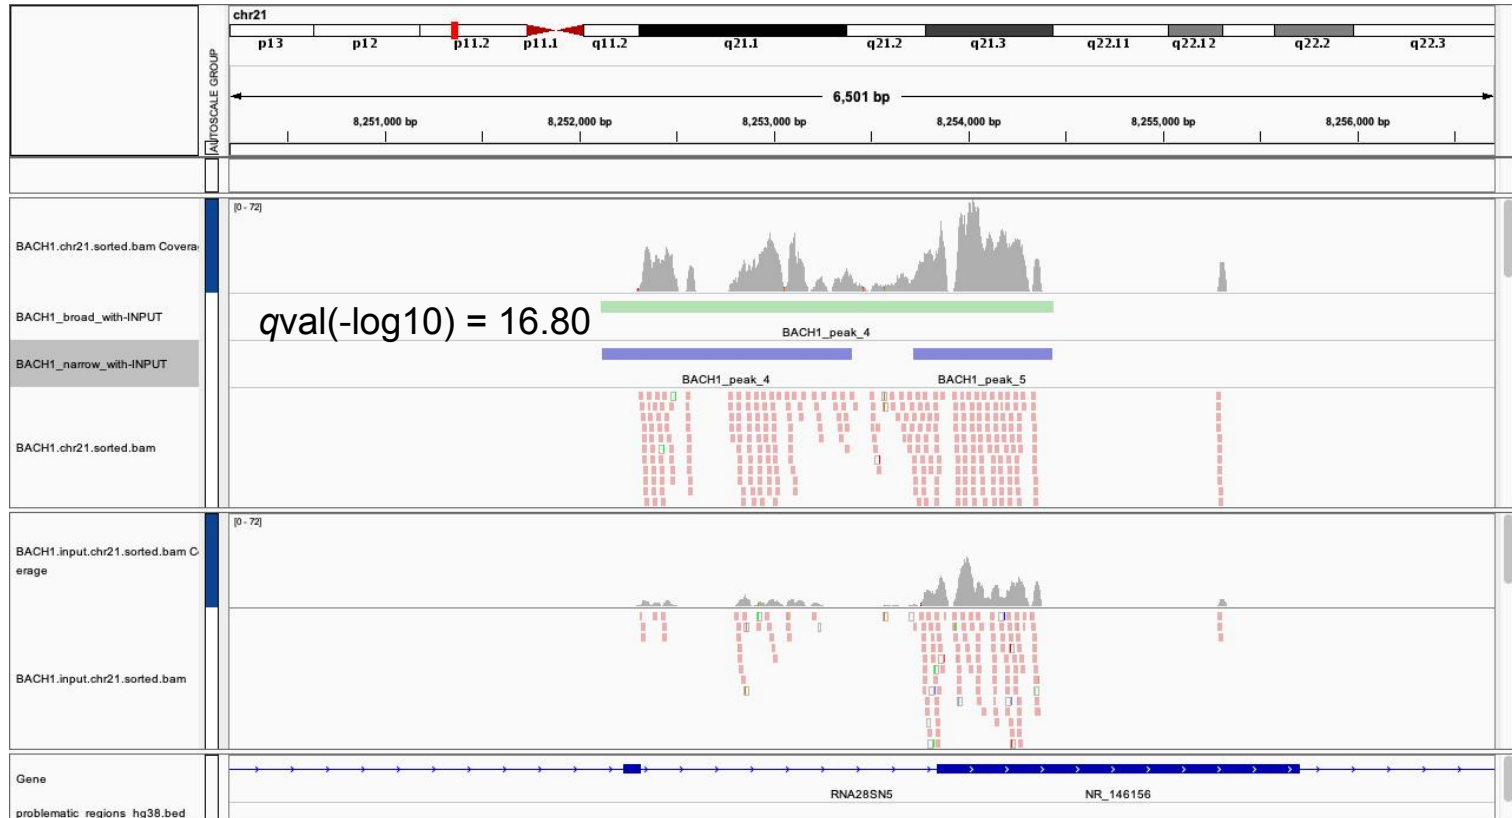 chr21
p13 p12 p11.2 p11.1 q11.2 q21.1 q21.2 q21.3 q22.11 q22.12 q22.2 q22.3
AUTOSCALE GROUP
6,501 bp
8,251,000 bp 8,252,000 bp 8,253,000 bp 8,254,000 bp 8,255,000 bp 8,256,000 bp
[0 - 72]
BACH1.chr21.sorted.bam Covera
BACH1_broad_with-INPUT
qval(-log10) = 16.80
BACH1_peak_4
BACH1_narrow_with-INPUT
BACH1_peak_4 BACH1_peak_5
BACH1.chr21.sorted.bam
[0 - 72]
BACH1.input.chr21.sorted.bam C
erage
BACH1.input.chr21.sorted.bam
Gene
RNA28SN5 NR_146156
problematic_regions_hg38.bed